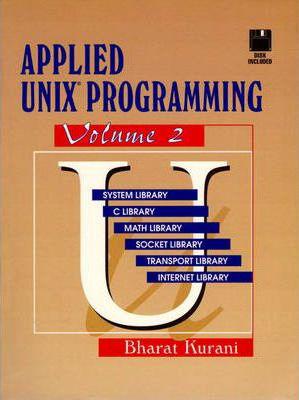 DISK
INCLUDED
APPLIED
UNIX® PROGRAMMING
Volume 2
U
SYSTEM LIBRARY
C LIBRARY
MATH LIBRARY
SOCKET LIBRARY
TRANSPORT LIBRARY
INTERNET LIBRARY
Bharat Kurani